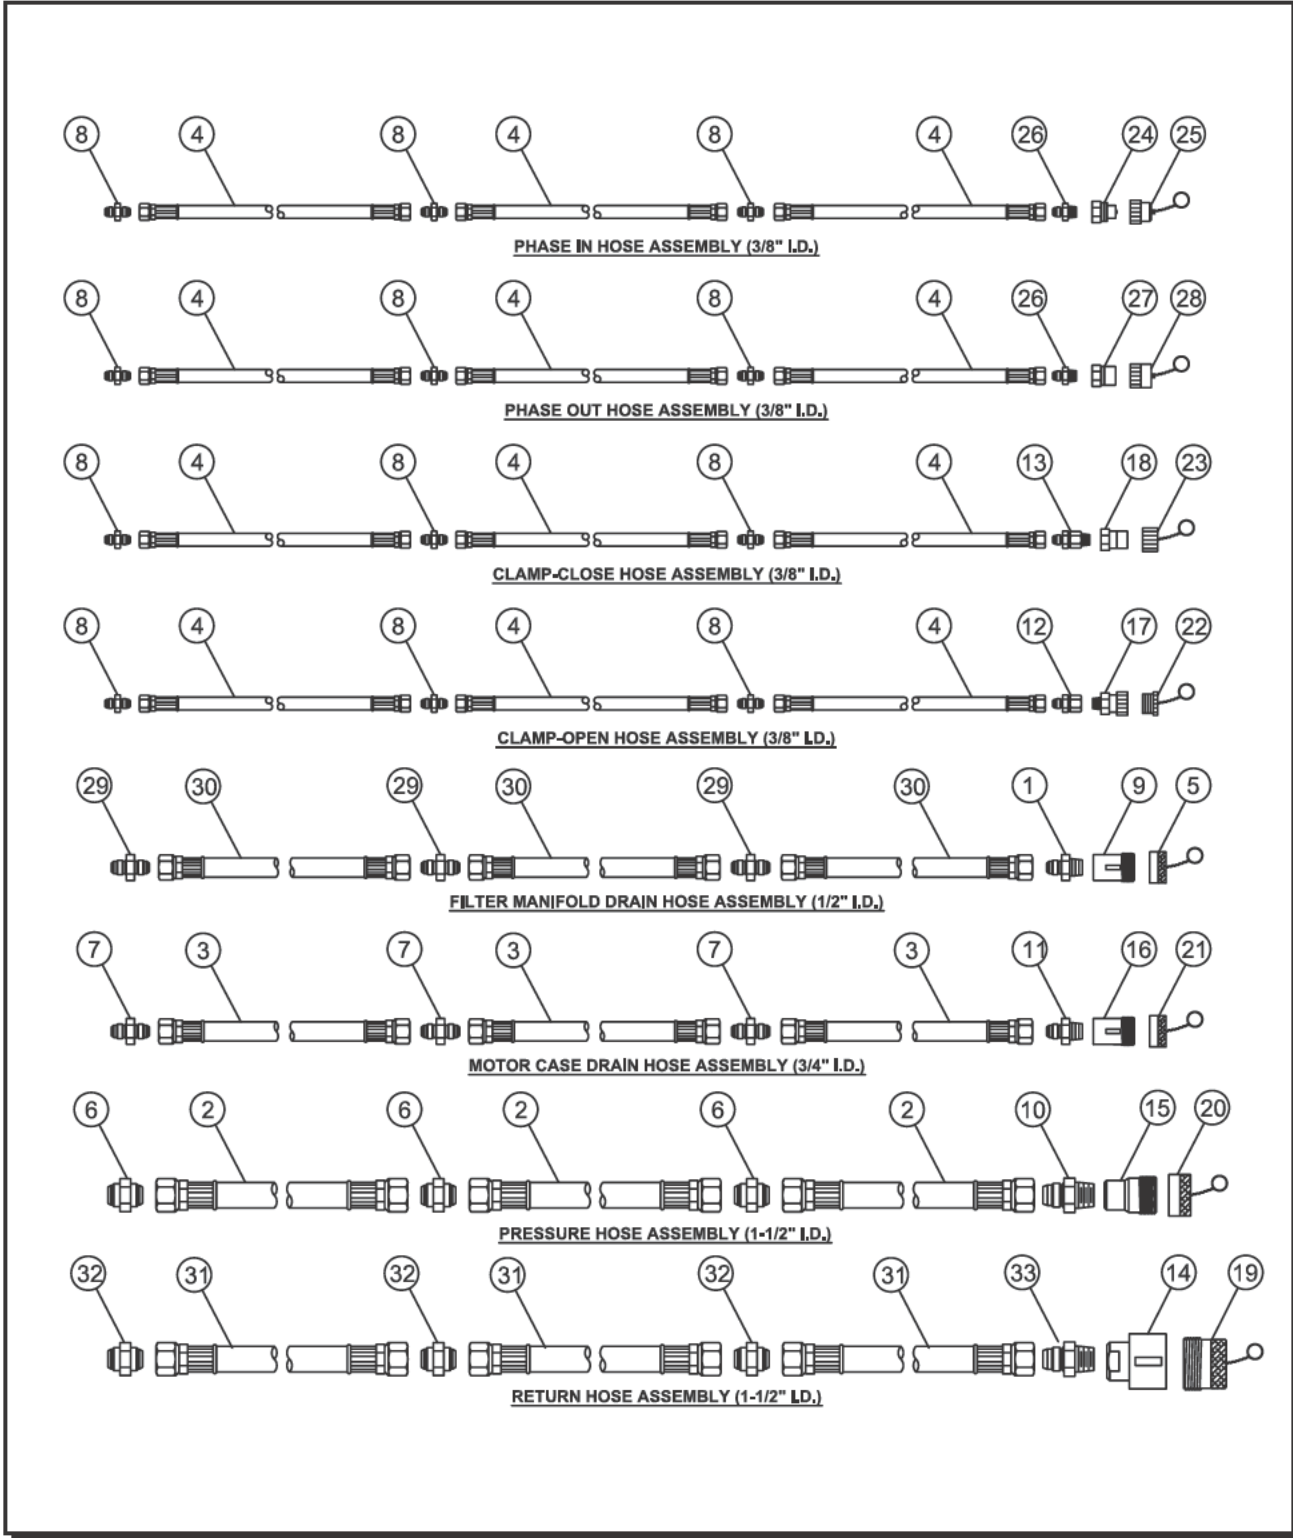 8 4 8 4 8 4 26 24 25
PHASE IN HOSE ASSEMBLY (3/8" I.D.)
8 4 8 4 8 4 26 27 28
PHASE OUT HOSE ASSEMBLY (3/8" I.D.)
8 4 8 4 8 4 13 18 23
CLAMP-CLOSE HOSE ASSEMBLY (3/8" I.D.)
8 4 8 4 8 4 12 17 22
CLAMP-OPEN HOSE ASSEMBLY (3/8" I.D.)
29 30 29 30 29 30 1 9 5
FILTER MANIFOLD DRAIN HOSE ASSEMBLY (1/2" I.D.)
7 3 7 3 7 3 11 16 21
MOTOR CASE DRAIN HOSE ASSEMBLY (3/4" I.D.)
6 2 6 2 6 2 10 15 20
PRESSURE HOSE ASSEMBLY (1-1/2" I.D.)
32 31 32 31 32 31 33 14 19
RETURN HOSE ASSEMBLY (1-1/2" I.D.)